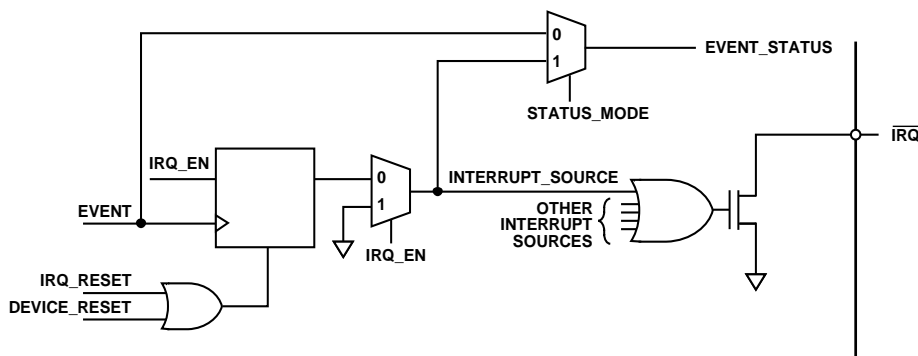 0
EVENT_STATUS
1
STATUS_MODE
IRQ
IRQ_EN
0
INTERRUPT_SOURCE
1
EVENT
OTHER
INTERRUPT
SOURCES
IRQ_EN
IRQ_RESET
DEVICE_RESET